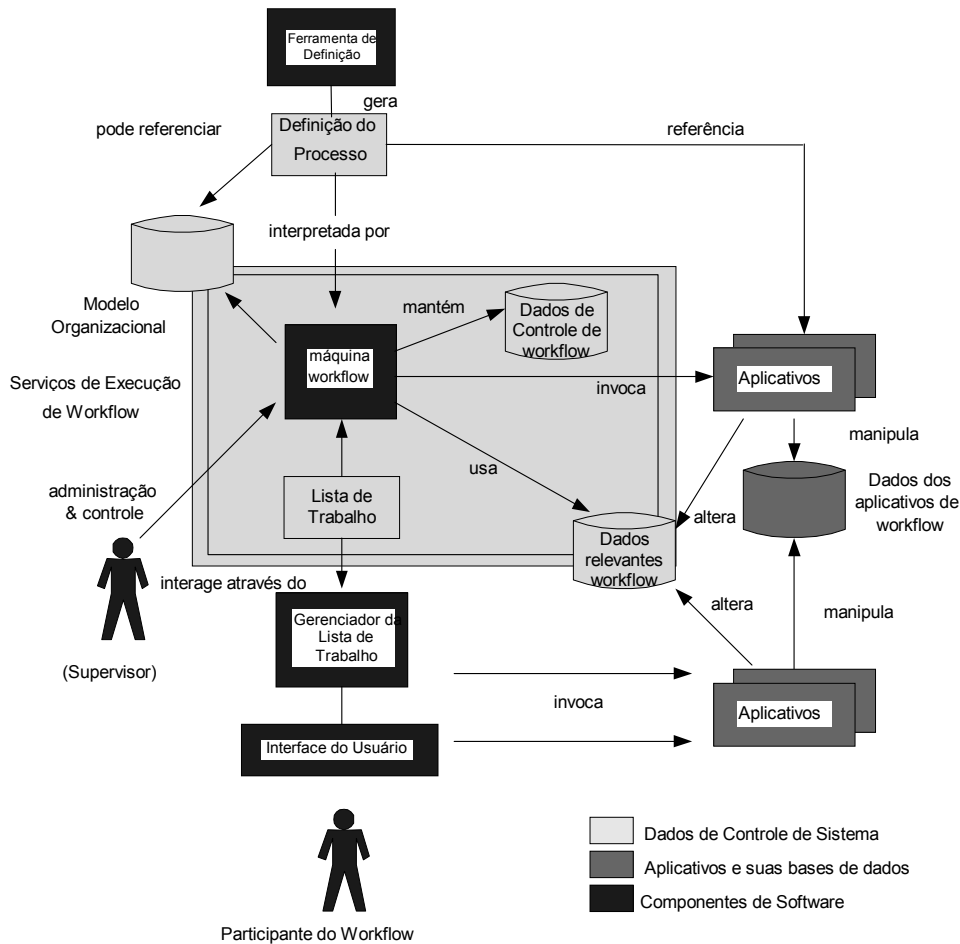 Ferramenta de
Definição
gera
pode referenciar
Definição do
Processo
referência
interpretada por
mantém
Dados de
Controle de
workflow
Modelo
Organizacional
máquina
workflow
Serviços de Execução
de Workflow
invoca
Aplicativos
manipula
usa
Dados dos
aplicativos de
workflow
administração
& controle
Lista de
Trabalho
altera
Dados
relevantes
workflow
interage através do
altera
manipula
Gerenciador da
Lista de
Trabalho
(Supervisor)
invoca
Aplicativos
Interface do Usuário
Dados de Controle de Sistema
Aplicativos e suas bases de dados
Componentes de Software
Participante do Workflow